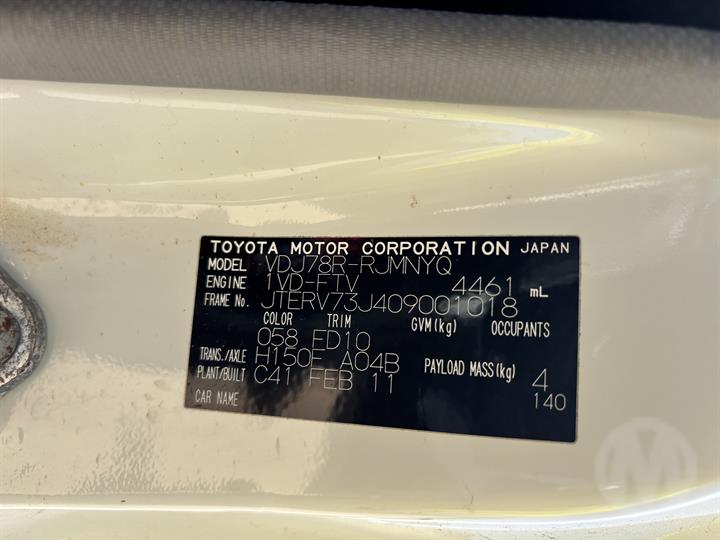 TOYOTA MOTOR CORPORATION JAPAN
MODEL VDJ78R-RJMNYQ
ENGINE 1VD-FTV 4461 mL
FRAME No. JTERV73J409001018
COLOR TRIM GVM(kg) OCCUPANTS
058 FD10
TRANS./AXLE H150F A04B PAYLOAD MASS(kg) 4
PLANT/BUILT C41 FEB 11 140
CAR NAME
M